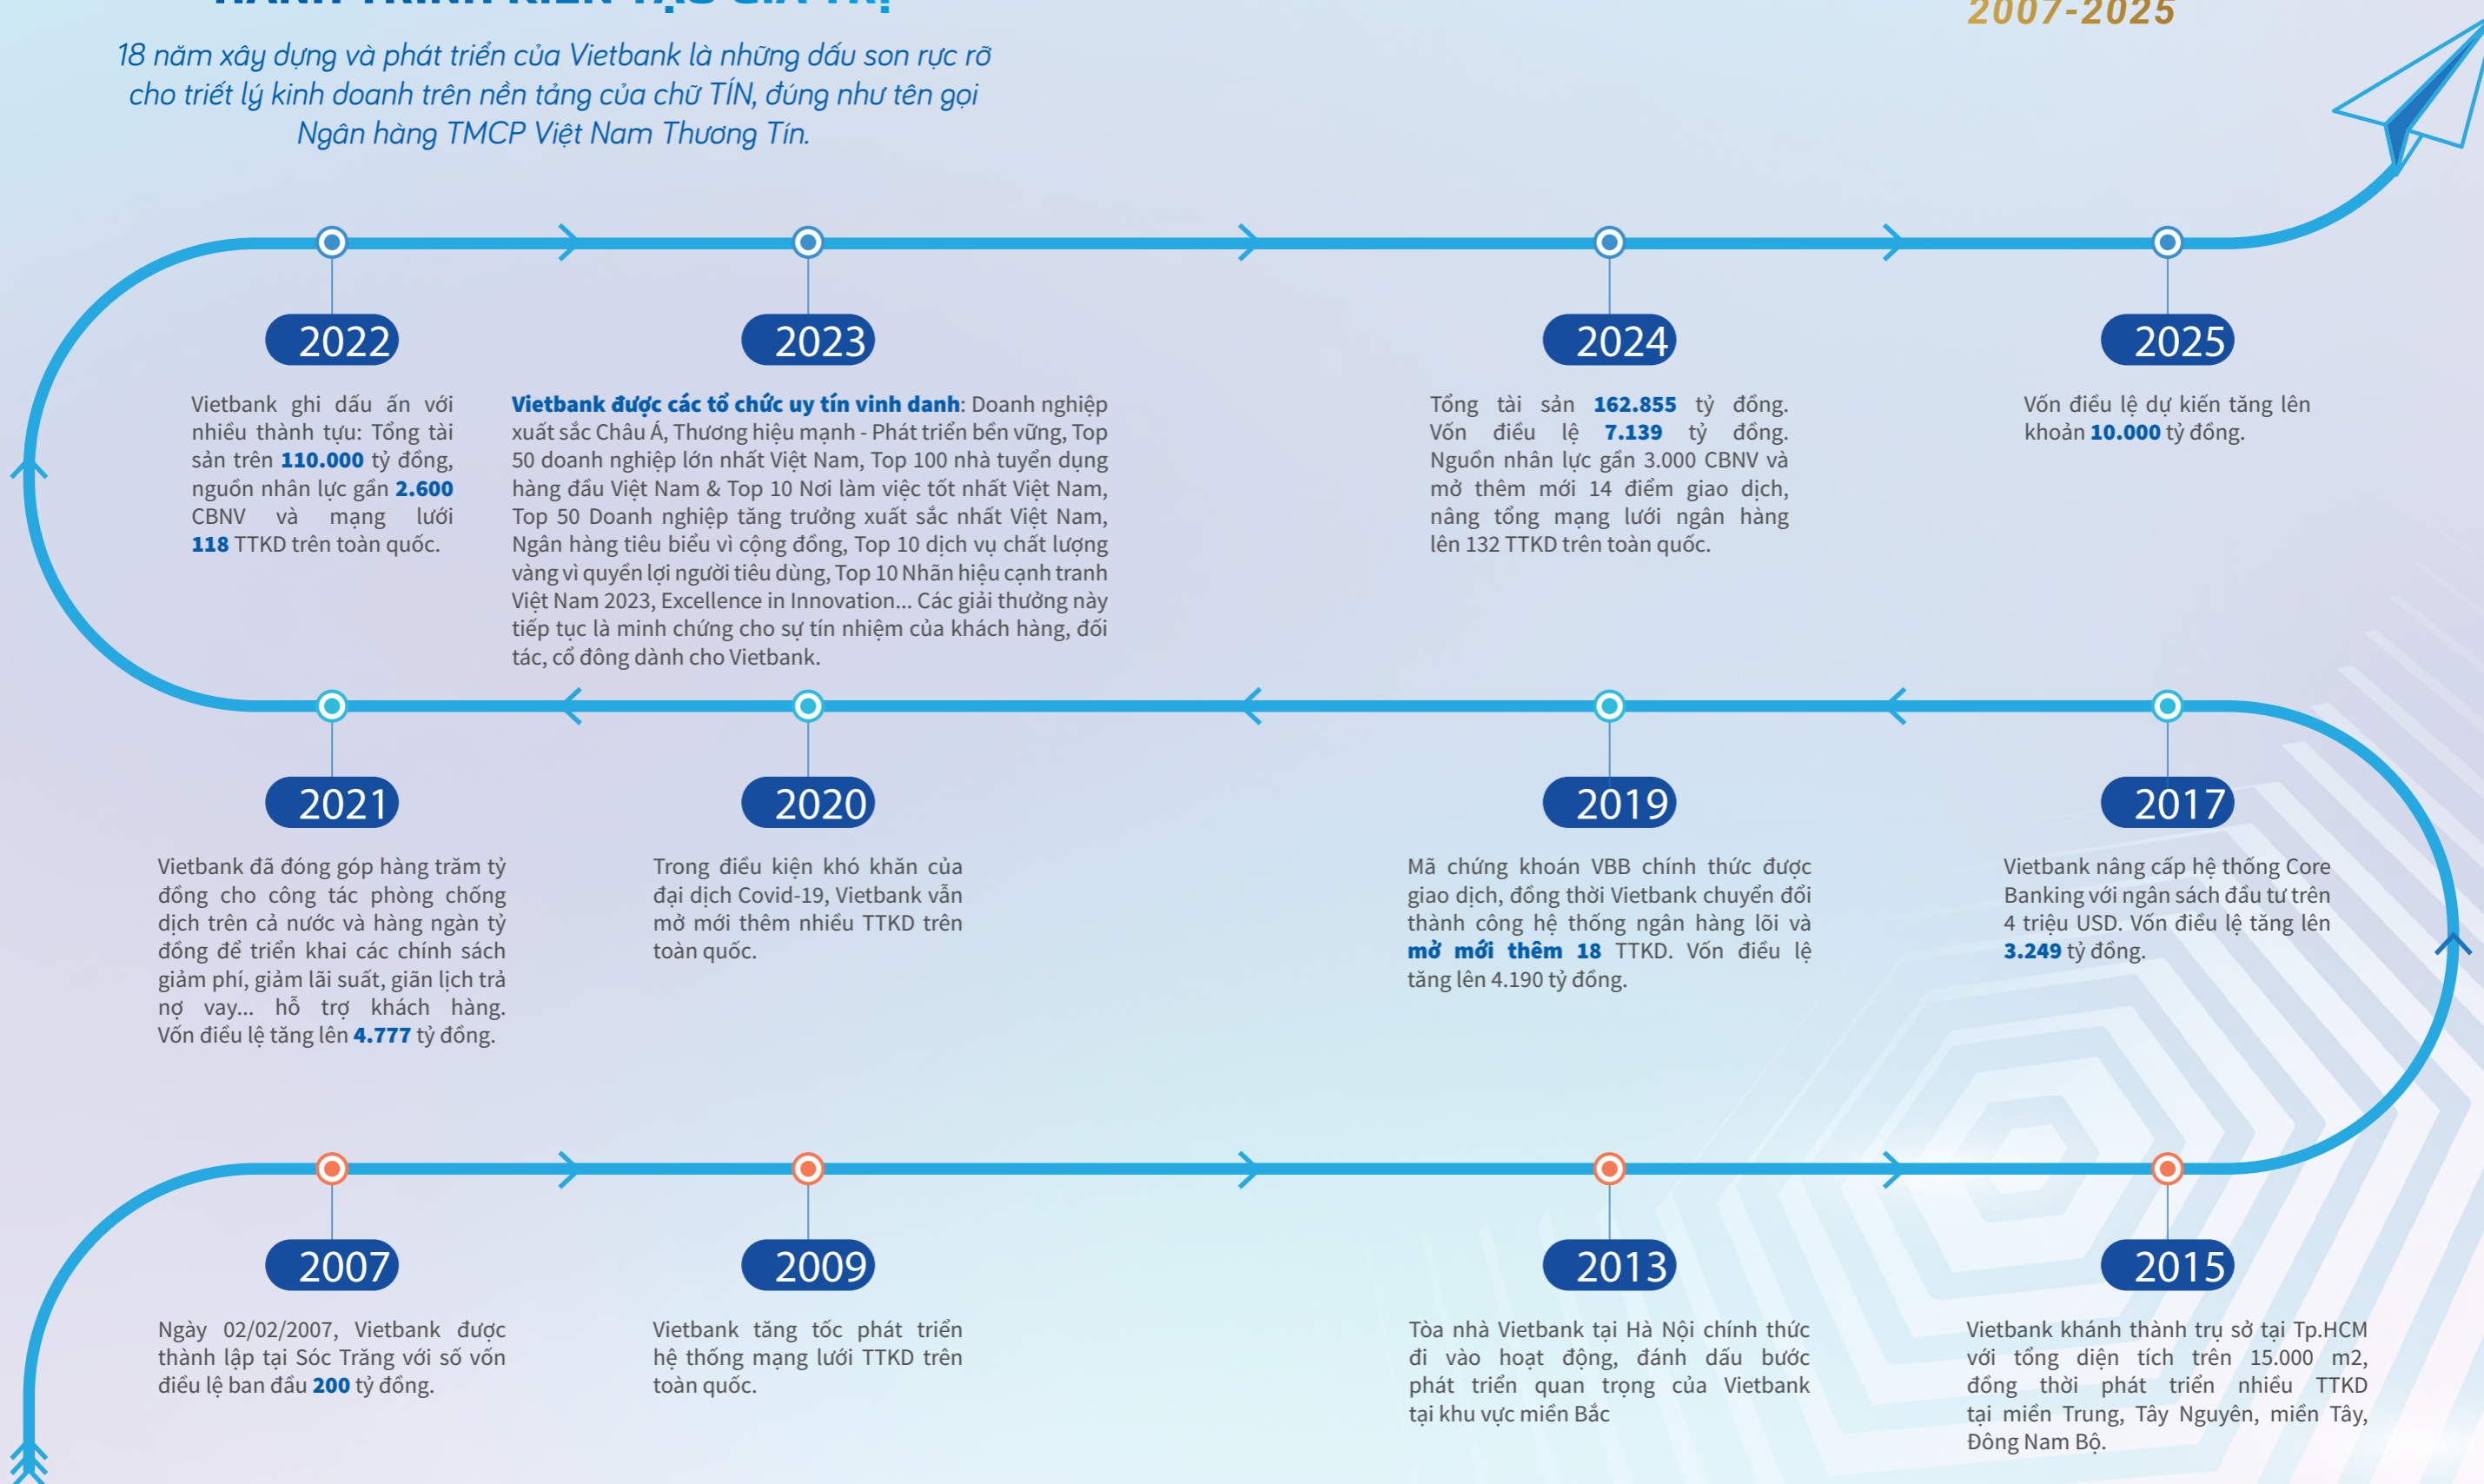 HÀNH TRÌNH KIẾN TẠO GIÁ TRỊ
2007-2025
18 năm xây dựng và phát triển của Vietbank là những dấu son rực rỡ
cho triết lý kinh doanh trên nền tảng của chữ TÍN, đúng như tên gọi
Ngân hàng TMCP Việt Nam Thương Tín.
2022
Vietbank ghi dấu ấn với
nhiều thành tựu: Tổng tài
sản trên 110.000 tỷ đồng,
nguồn nhân lực gần 2.600
CBNV và mạng lưới
118 TTKD trên toàn quốc.
2023
Vietbank được các tổ chức uy tín vinh danh: Doanh nghiệp
xuất sắc Châu Á, Thương hiệu mạnh - Phát triển bền vững, Top
50 doanh nghiệp lớn nhất Việt Nam, Top 100 nhà tuyển dụng
hàng đầu Việt Nam & Top 10 Nơi làm việc tốt nhất Việt Nam,
Top 50 Doanh nghiệp tăng trưởng xuất sắc nhất Việt Nam,
Ngân hàng tiêu biểu vì cộng đồng, Top 10 dịch vụ chất lượng
vàng vì quyền lợi người tiêu dùng, Top 10 Nhãn hiệu cạnh tranh
Việt Nam 2023, Excellence in Innovation... Các giải thưởng này
tiếp tục là minh chứng cho sự tín nhiệm của khách hàng, đối
tác, cổ đông dành cho Vietbank.
2024
Tổng tài sản 162.855 tỷ đồng.
Vốn điều lệ 7.139 tỷ đồng.
Nguồn nhân lực gần 3.000 CBNV và
mở thêm mới 14 điểm giao dịch,
nâng tổng mạng lưới ngân hàng
lên 132 TTKD trên toàn quốc.
2025
Vốn điều lệ dự kiến tăng lên
khoản 10.000 tỷ đồng.
2021
Vietbank đã đóng góp hàng trăm tỷ
đồng cho công tác phòng chống
dịch trên cả nước và hàng ngàn tỷ
đồng để triển khai các chính sách
giảm phí, giảm lãi suất, giãn lịch trả
nợ vay... hỗ trợ khách hàng.
Vốn điều lệ tăng lên 4.777 tỷ đồng.
2020
Trong điều kiện khó khăn của
đại dịch Covid-19, Vietbank vẫn
mở mới thêm nhiều TTKD trên
toàn quốc.
2019
Mã chứng khoán VBB chính thức được
giao dịch, đồng thời Vietbank chuyển đổi
thành công hệ thống ngân hàng lõi và
mở mới thêm 18 TTKD. Vốn điều lệ
tăng lên 4.190 tỷ đồng.
2017
Vietbank nâng cấp hệ thống Core
Banking với ngân sách đầu tư trên
4 triệu USD. Vốn điều lệ tăng lên
3.249 tỷ đồng.
2007
Ngày 02/02/2007, Vietbank được
thành lập tại Sóc Trăng với số vốn
điều lệ ban đầu 200 tỷ đồng.
2009
Vietbank tăng tốc phát triển
hệ thống mạng lưới TTKD trên
toàn quốc.
2013
Tòa nhà Vietbank tại Hà Nội chính thức
đi vào hoạt động, đánh dấu bước
phát triển quan trọng của Vietbank
tại khu vực miền Bắc
2015
Vietbank khánh thành trụ sở tại Tp.HCM
với tổng diện tích trên 15.000 m2,
đồng thời phát triển nhiều TTKD
tại miền Trung, Tây Nguyên, miền Tây,
Đông Nam Bộ.